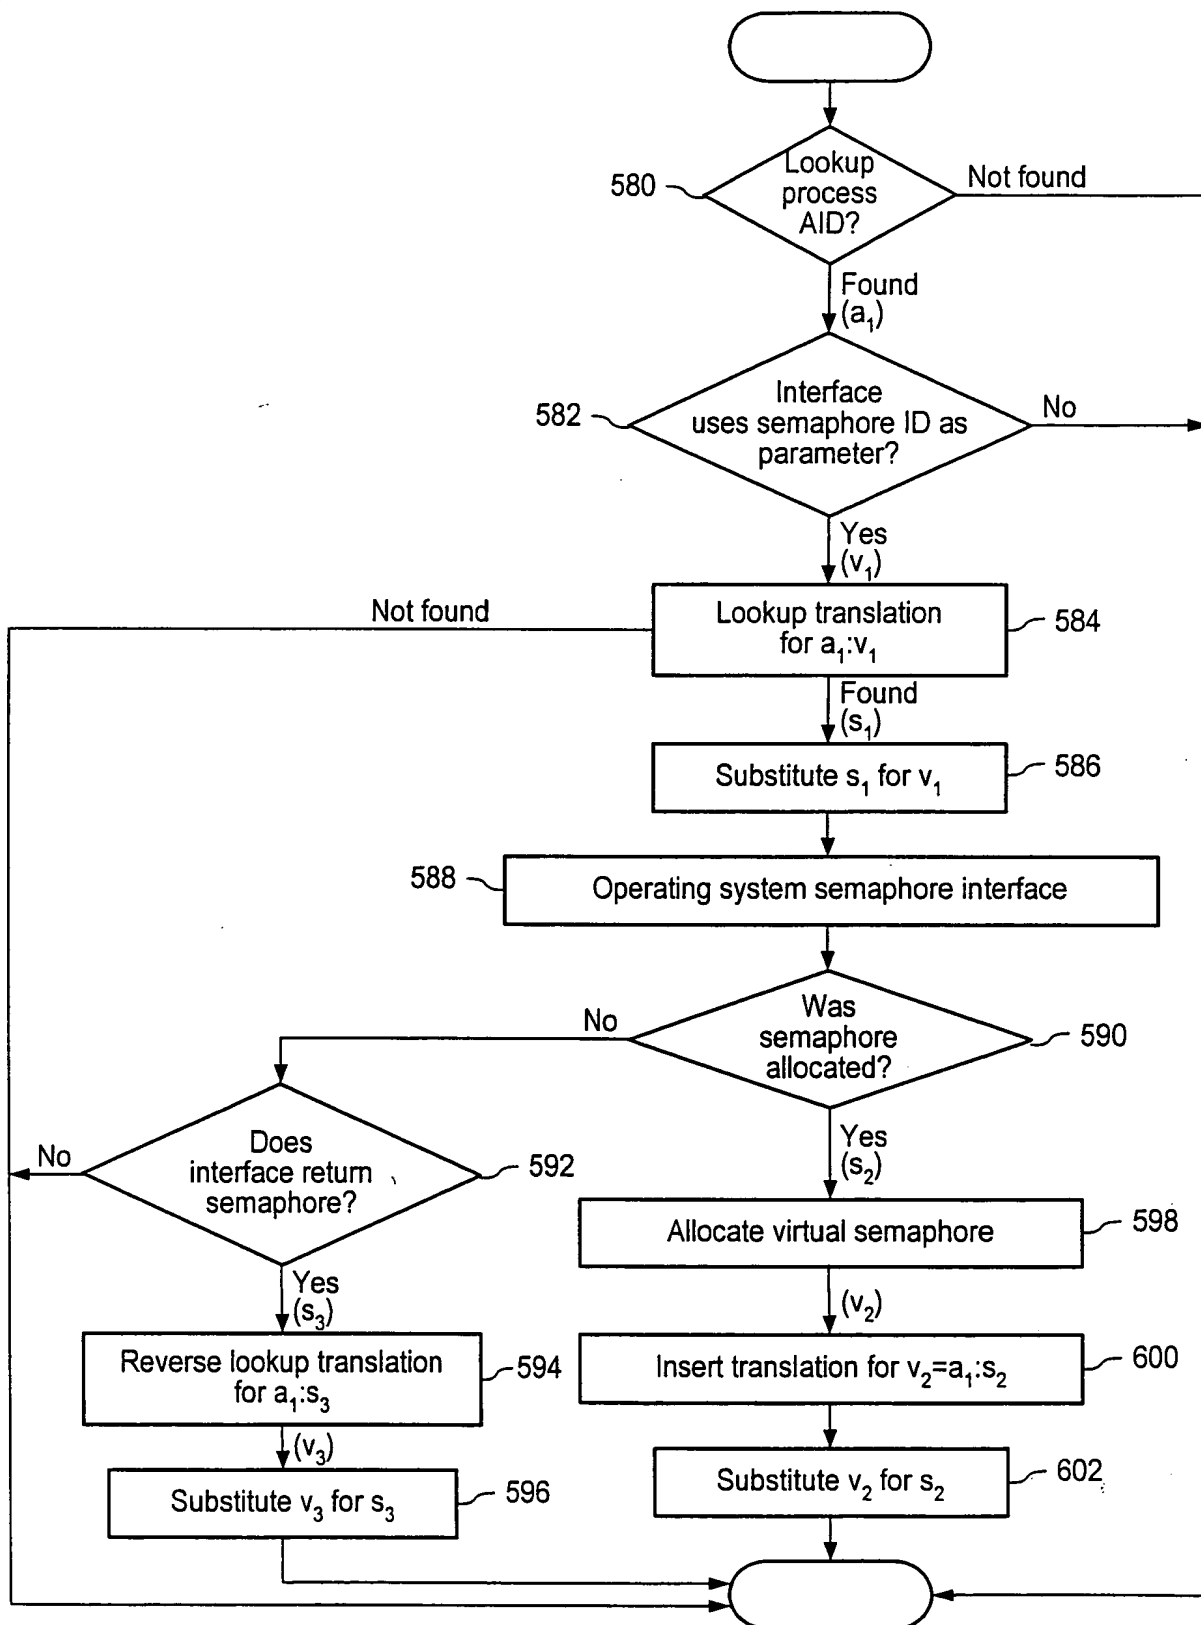 Lookup
process
AID?
580
Not found
Found
(a₁)
Interface
uses semaphore ID as
parameter?
582
No
Yes
(v₁)
Not found
Lookup translation
for a₁:v₁
584
Found
(s₁)
Substitute s₁ for v₁
586
588
Operating system semaphore interface
Was
semaphore
allocated?
590
No
Does
interface return
semaphore?
592
No
Yes
(s₂)
Allocate virtual semaphore
598
Yes
(s₃)
(v₂)
Reverse lookup translation
for a₁:s₃
594
Insert translation for v₂=a₁:s₂
600
(v₃)
Substitute v₃ for s₃
596
Substitute v₂ for s₂
602